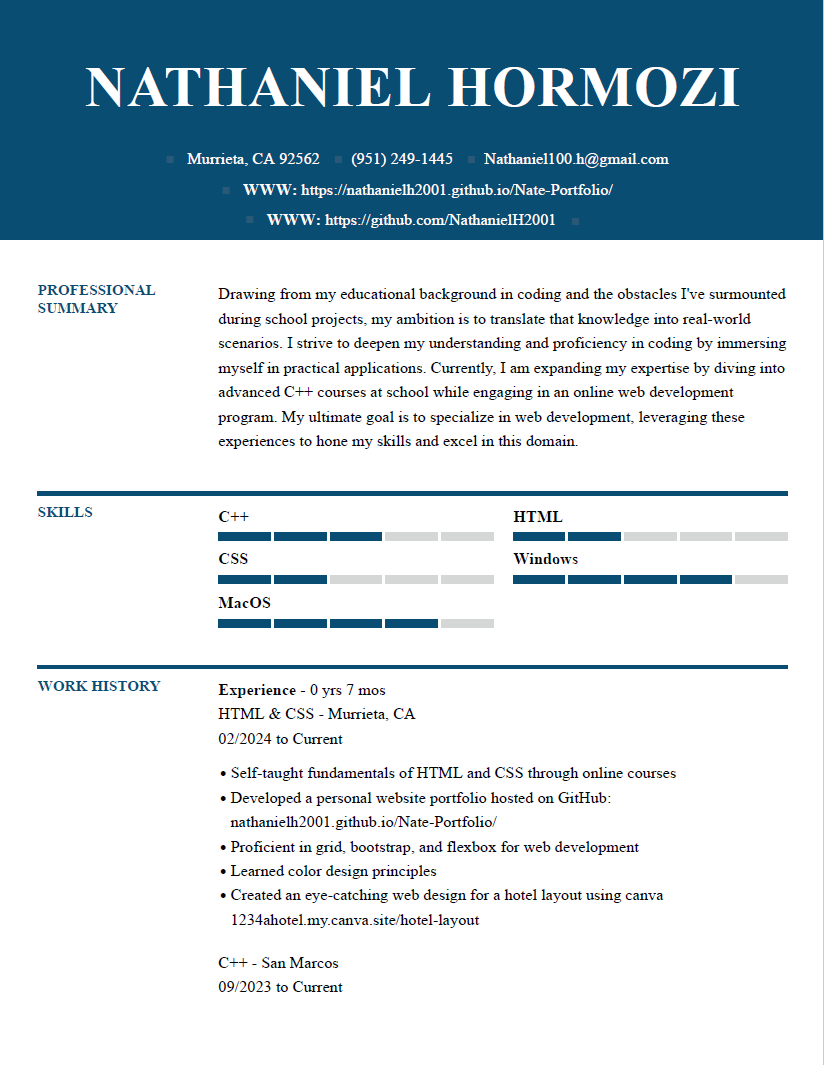 NATHANIEL HORMOZI
Murrieta, CA 92562 (951) 249-1445 Nathaniel100.h@gmail.com
WWW: https://nathanielh2001.github.io/Nate-Portfolio/
WWW: https://github.com/NathanielH2001
PROFESSIONAL
SUMMARY
Drawing from my educational background in coding and the obstacles I've surmounted
during school projects, my ambition is to translate that knowledge into real-world
scenarios. I strive to deepen my understanding and proficiency in coding by immersing
myself in practical applications. Currently, I am expanding my expertise by diving into
advanced C++ courses at school while engaging in an online web development
program. My ultimate goal is to specialize in web development, leveraging these
experiences to hone my skills and excel in this domain.
SKILLS
C++ HTML
CSS Windows
MacOS
WORK HISTORY
Experience - 0 yrs 7 mos
HTML & CSS - Murrieta, CA
02/2024 to Current
• Self-taught fundamentals of HTML and CSS through online courses
• Developed a personal website portfolio hosted on GitHub:
nathanielh2001.github.io/Nate-Portfolio/
• Proficient in grid, bootstrap, and flexbox for web development
• Learned color design principles
• Created an eye-catching web design for a hotel layout using canva
1234ahotel.my.canva.site/hotel-layout
C++ - San Marcos
09/2023 to Current